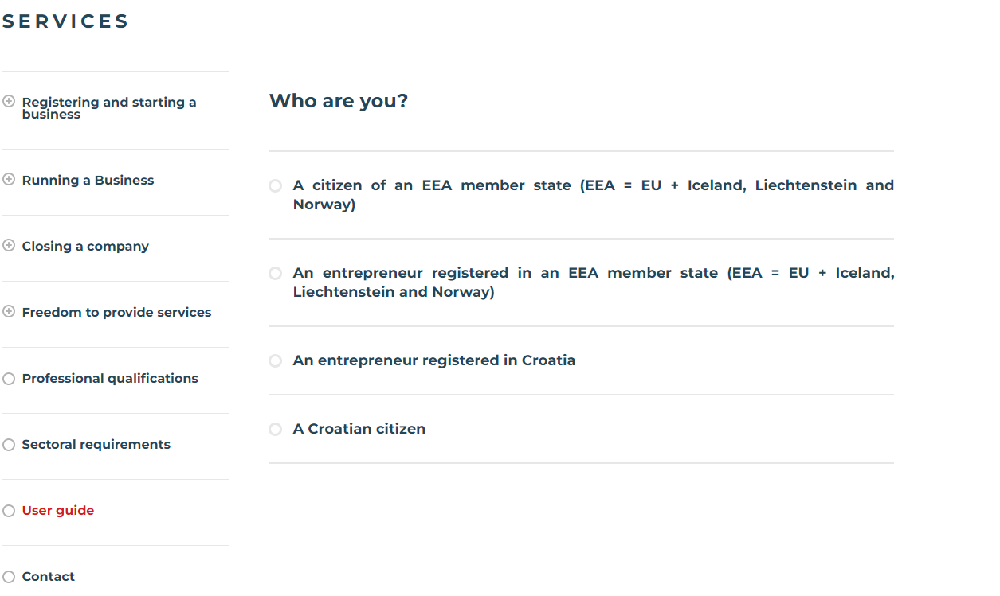 SERVICES
Registering and starting a
business
Running a Business
Closing a company
Freedom to provide services
Professional qualifications
Sectoral requirements
User guide
Contact
Who are you?
A citizen of an EEA member state (EEA = EU + Iceland, Liechtenstein and
Norway)
An entrepreneur registered in an EEA member state (EEA = EU + Iceland,
Liechtenstein and Norway)
An entrepreneur registered in Croatia
A Croatian citizen